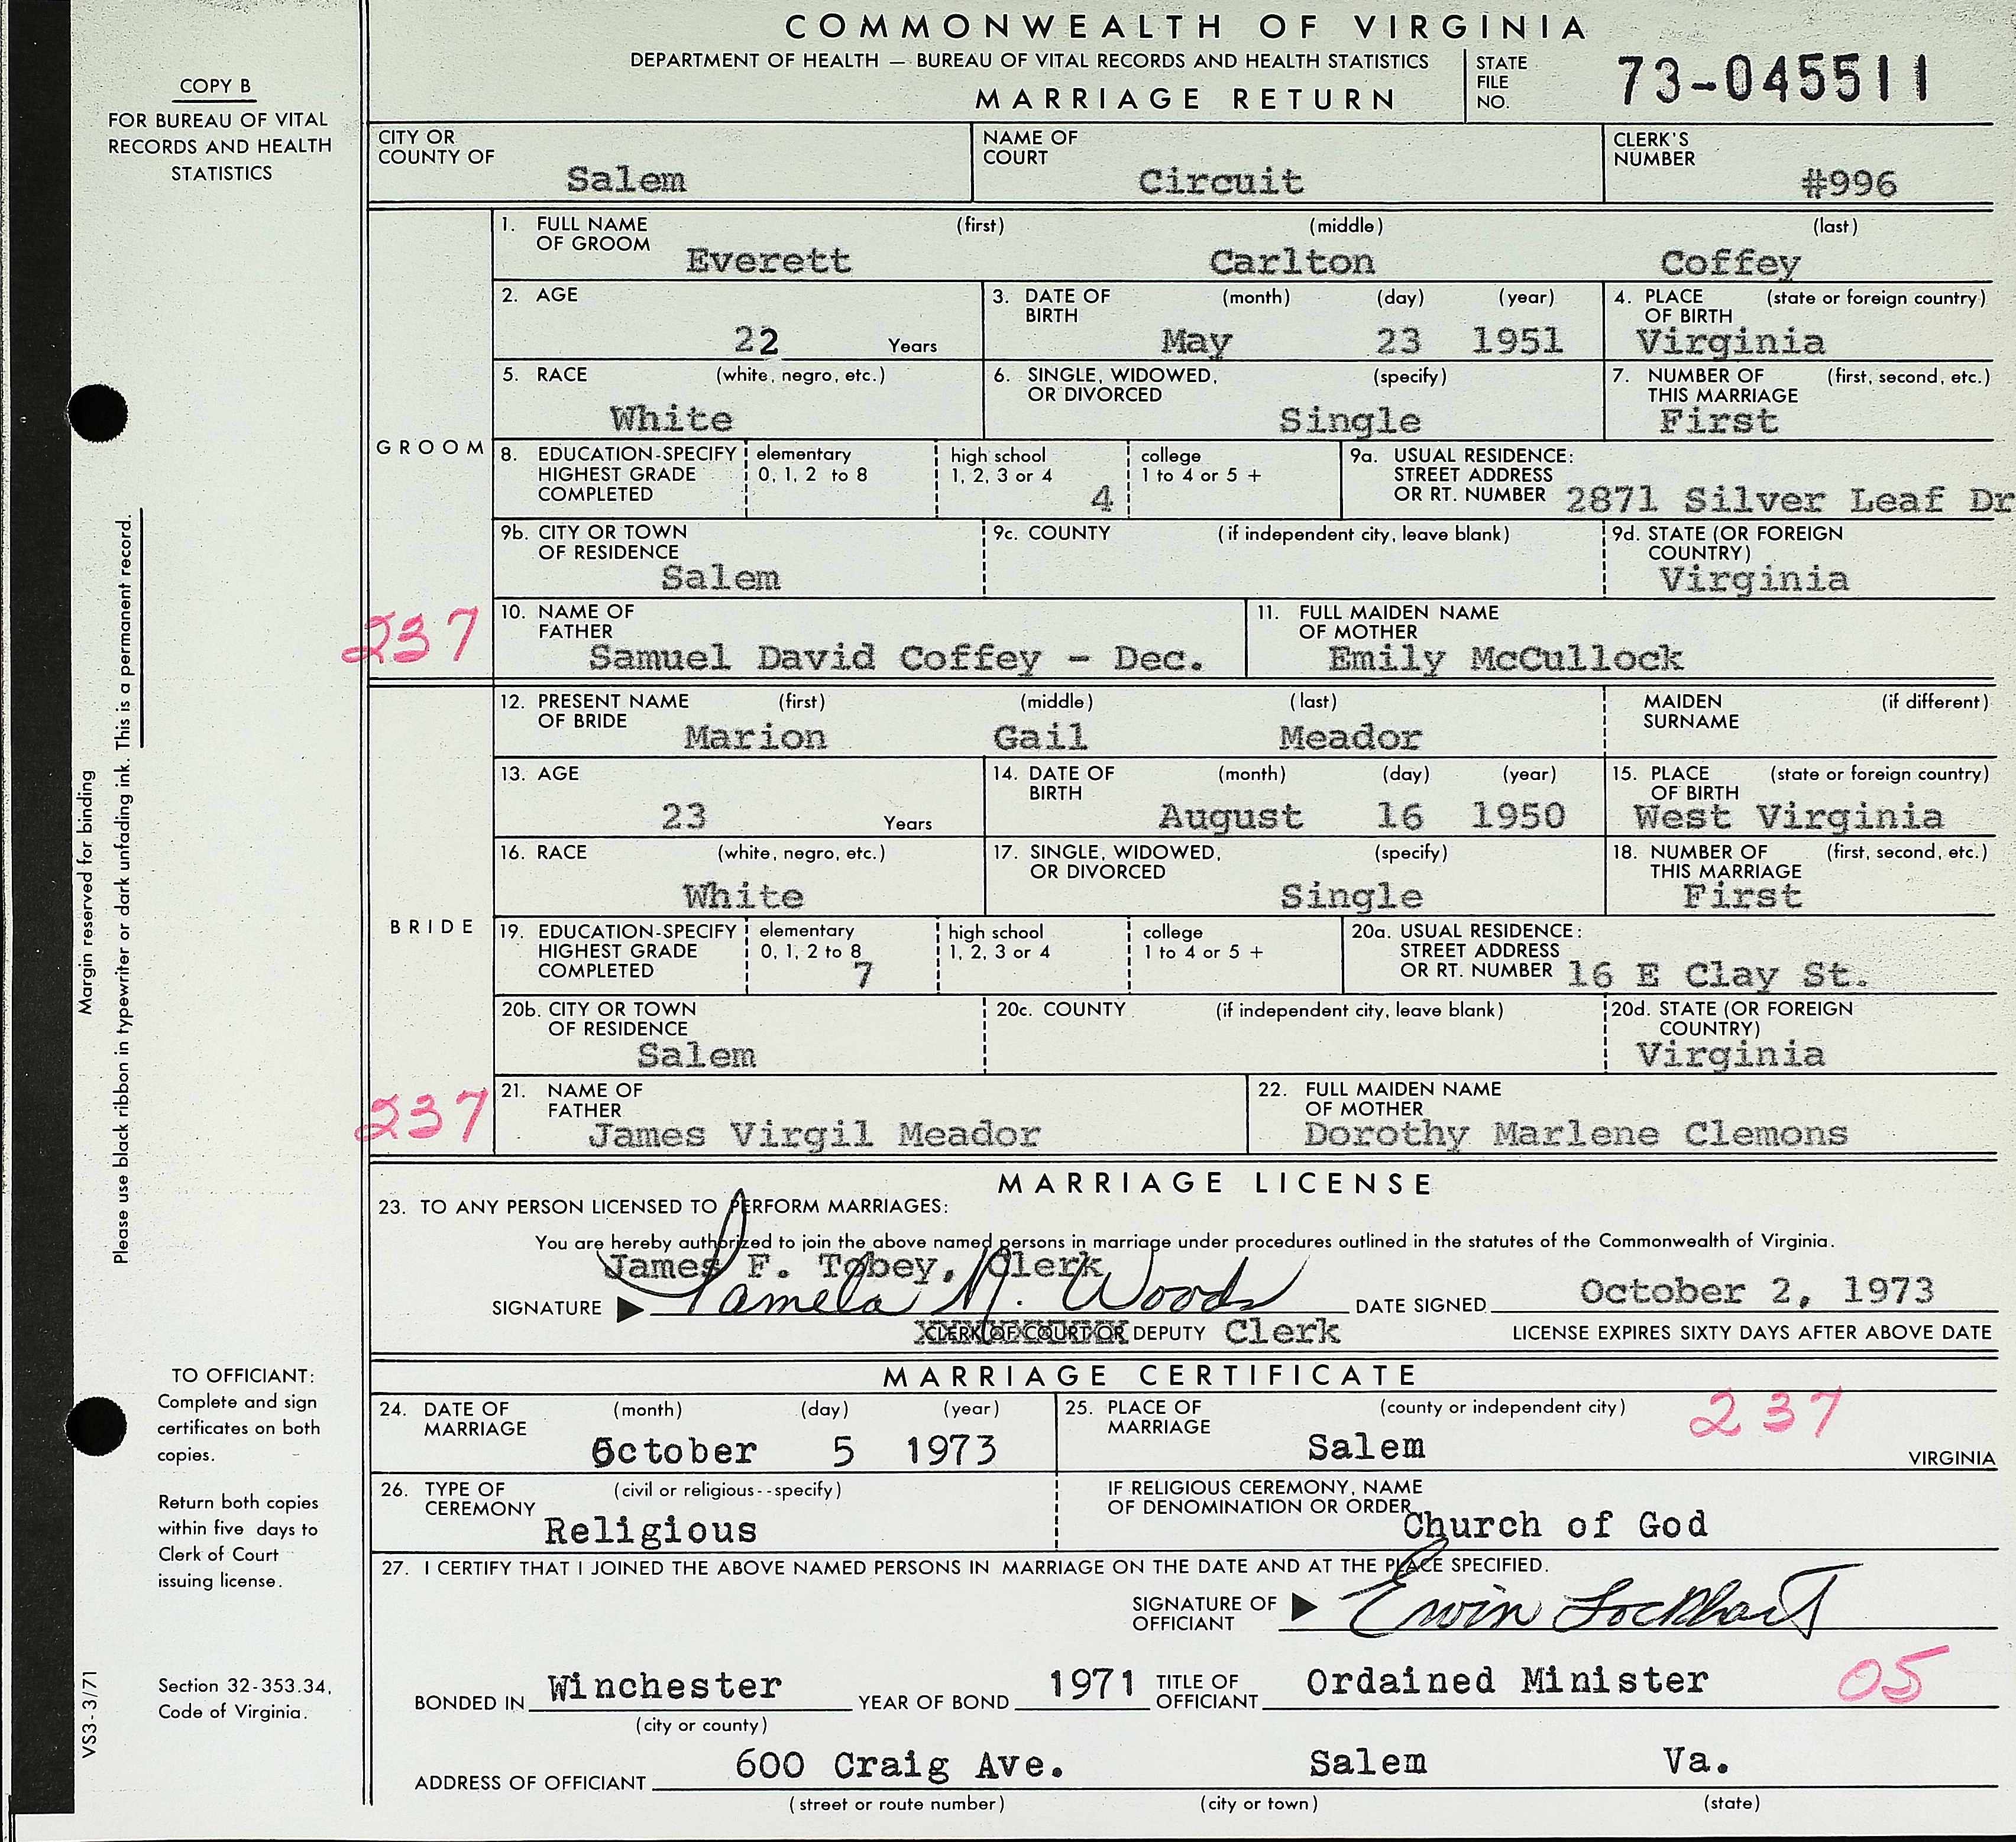 COMMONWEALTH OF VIRGINIA
DEPARTMENT OF HEALTH — BUREAU OF VITAL RECORDS AND HEALTH STATISTICS
MARRIAGE RETURN
STATE FILE NO. 73-045511
COPY B
FOR BUREAU OF VITAL
RECORDS AND HEALTH
STATISTICS
CITY OR COUNTY OF Salem NAME OF COURT Circuit CLERK'S NUMBER #996
GROOM
1. FULL NAME OF GROOM (first) (middle) (last)
Everett Carlton Coffey
2. AGE 22 Years 3. DATE OF BIRTH (month) (day) (year) May 23 1951 4. PLACE OF BIRTH (state or foreign country) Virginia
5. RACE (white, negro, etc.) White 6. SINGLE, WIDOWED, OR DIVORCED (specify) Single 7. NUMBER OF THIS MARRIAGE (first, second, etc.) First
8. EDUCATION-SPECIFY HIGHEST GRADE COMPLETED elementary 0, 1, 2 to 8 high school 1, 2, 3 or 4 4 college 1 to 4 or 5 + 9a. USUAL RESIDENCE: STREET ADDRESS OR RT. NUMBER 2871 Silver Leaf Dr
9b. CITY OR TOWN OF RESIDENCE Salem 9c. COUNTY (if independent city, leave blank) 9d. STATE (OR FOREIGN COUNTRY) Virginia
237
10. NAME OF FATHER Samuel David Coffey - Dec. 11. FULL MAIDEN NAME OF MOTHER Emily McCullock
BRIDE
12. PRESENT NAME OF BRIDE (first) (middle) (last) MAIDEN SURNAME (if different)
Marion Gail Meador
13. AGE 23 Years 14. DATE OF BIRTH (month) (day) (year) August 16 1950 15. PLACE OF BIRTH (state or foreign country) West Virginia
16. RACE (white, negro, etc.) White 17. SINGLE, WIDOWED, OR DIVORCED (specify) Single 18. NUMBER OF THIS MARRIAGE (first, second, etc.) First
19. EDUCATION-SPECIFY HIGHEST GRADE COMPLETED elementary 0, 1, 2 to 8 7 high school 1, 2, 3 or 4 college 1 to 4 or 5 + 20a. USUAL RESIDENCE: STREET ADDRESS OR RT. NUMBER 16 E Clay St.
20b. CITY OR TOWN OF RESIDENCE Salem 20c. COUNTY (if independent city, leave blank) 20d. STATE (OR FOREIGN COUNTRY) Virginia
237
21. NAME OF FATHER James Virgil Meador 22. FULL MAIDEN NAME OF MOTHER Dorothy Marlene Clemons
MARRIAGE LICENSE
23. TO ANY PERSON LICENSED TO PERFORM MARRIAGES:
You are hereby authorized to join the above named persons in marriage under procedures outlined in the statutes of the Commonwealth of Virginia.
James F. Tobey, Clerk
SIGNATURE Pamela N. Woods DATE SIGNED October 2, 1973
CLERK (OF COURT OR DEPUTY Clerk LICENSE EXPIRES SIXTY DAYS AFTER ABOVE DATE
MARRIAGE CERTIFICATE
24. DATE OF MARRIAGE (month) (day) (year) October 5 1973 25. PLACE OF MARRIAGE (county or independent city) Salem 237 VIRGINIA
26. TYPE OF CEREMONY (civil or religious--specify) Religious IF RELIGIOUS CEREMONY, NAME OF DENOMINATION OR ORDER Church of God
27. I CERTIFY THAT I JOINED THE ABOVE NAMED PERSONS IN MARRIAGE ON THE DATE AND AT THE PLACE SPECIFIED.
SIGNATURE OF OFFICIANT Erwin Lockhart
BONDED IN Winchester (city or county) YEAR OF BOND 1971 TITLE OF OFFICIANT Ordained Minister 05
ADDRESS OF OFFICIANT 600 Craig Ave. Salem Va.
(street or route number) (city or town) (state)
Margin reserved for binding
Please use black ribbon in typewriter or dark unfading ink. This is a permanent record.
TO OFFICIANT:
Complete and sign
certificates on both
copies.
Return both copies
within five days to
Clerk of Court
issuing license.
Section 32-353.34,
Code of Virginia.
VS3-3/71